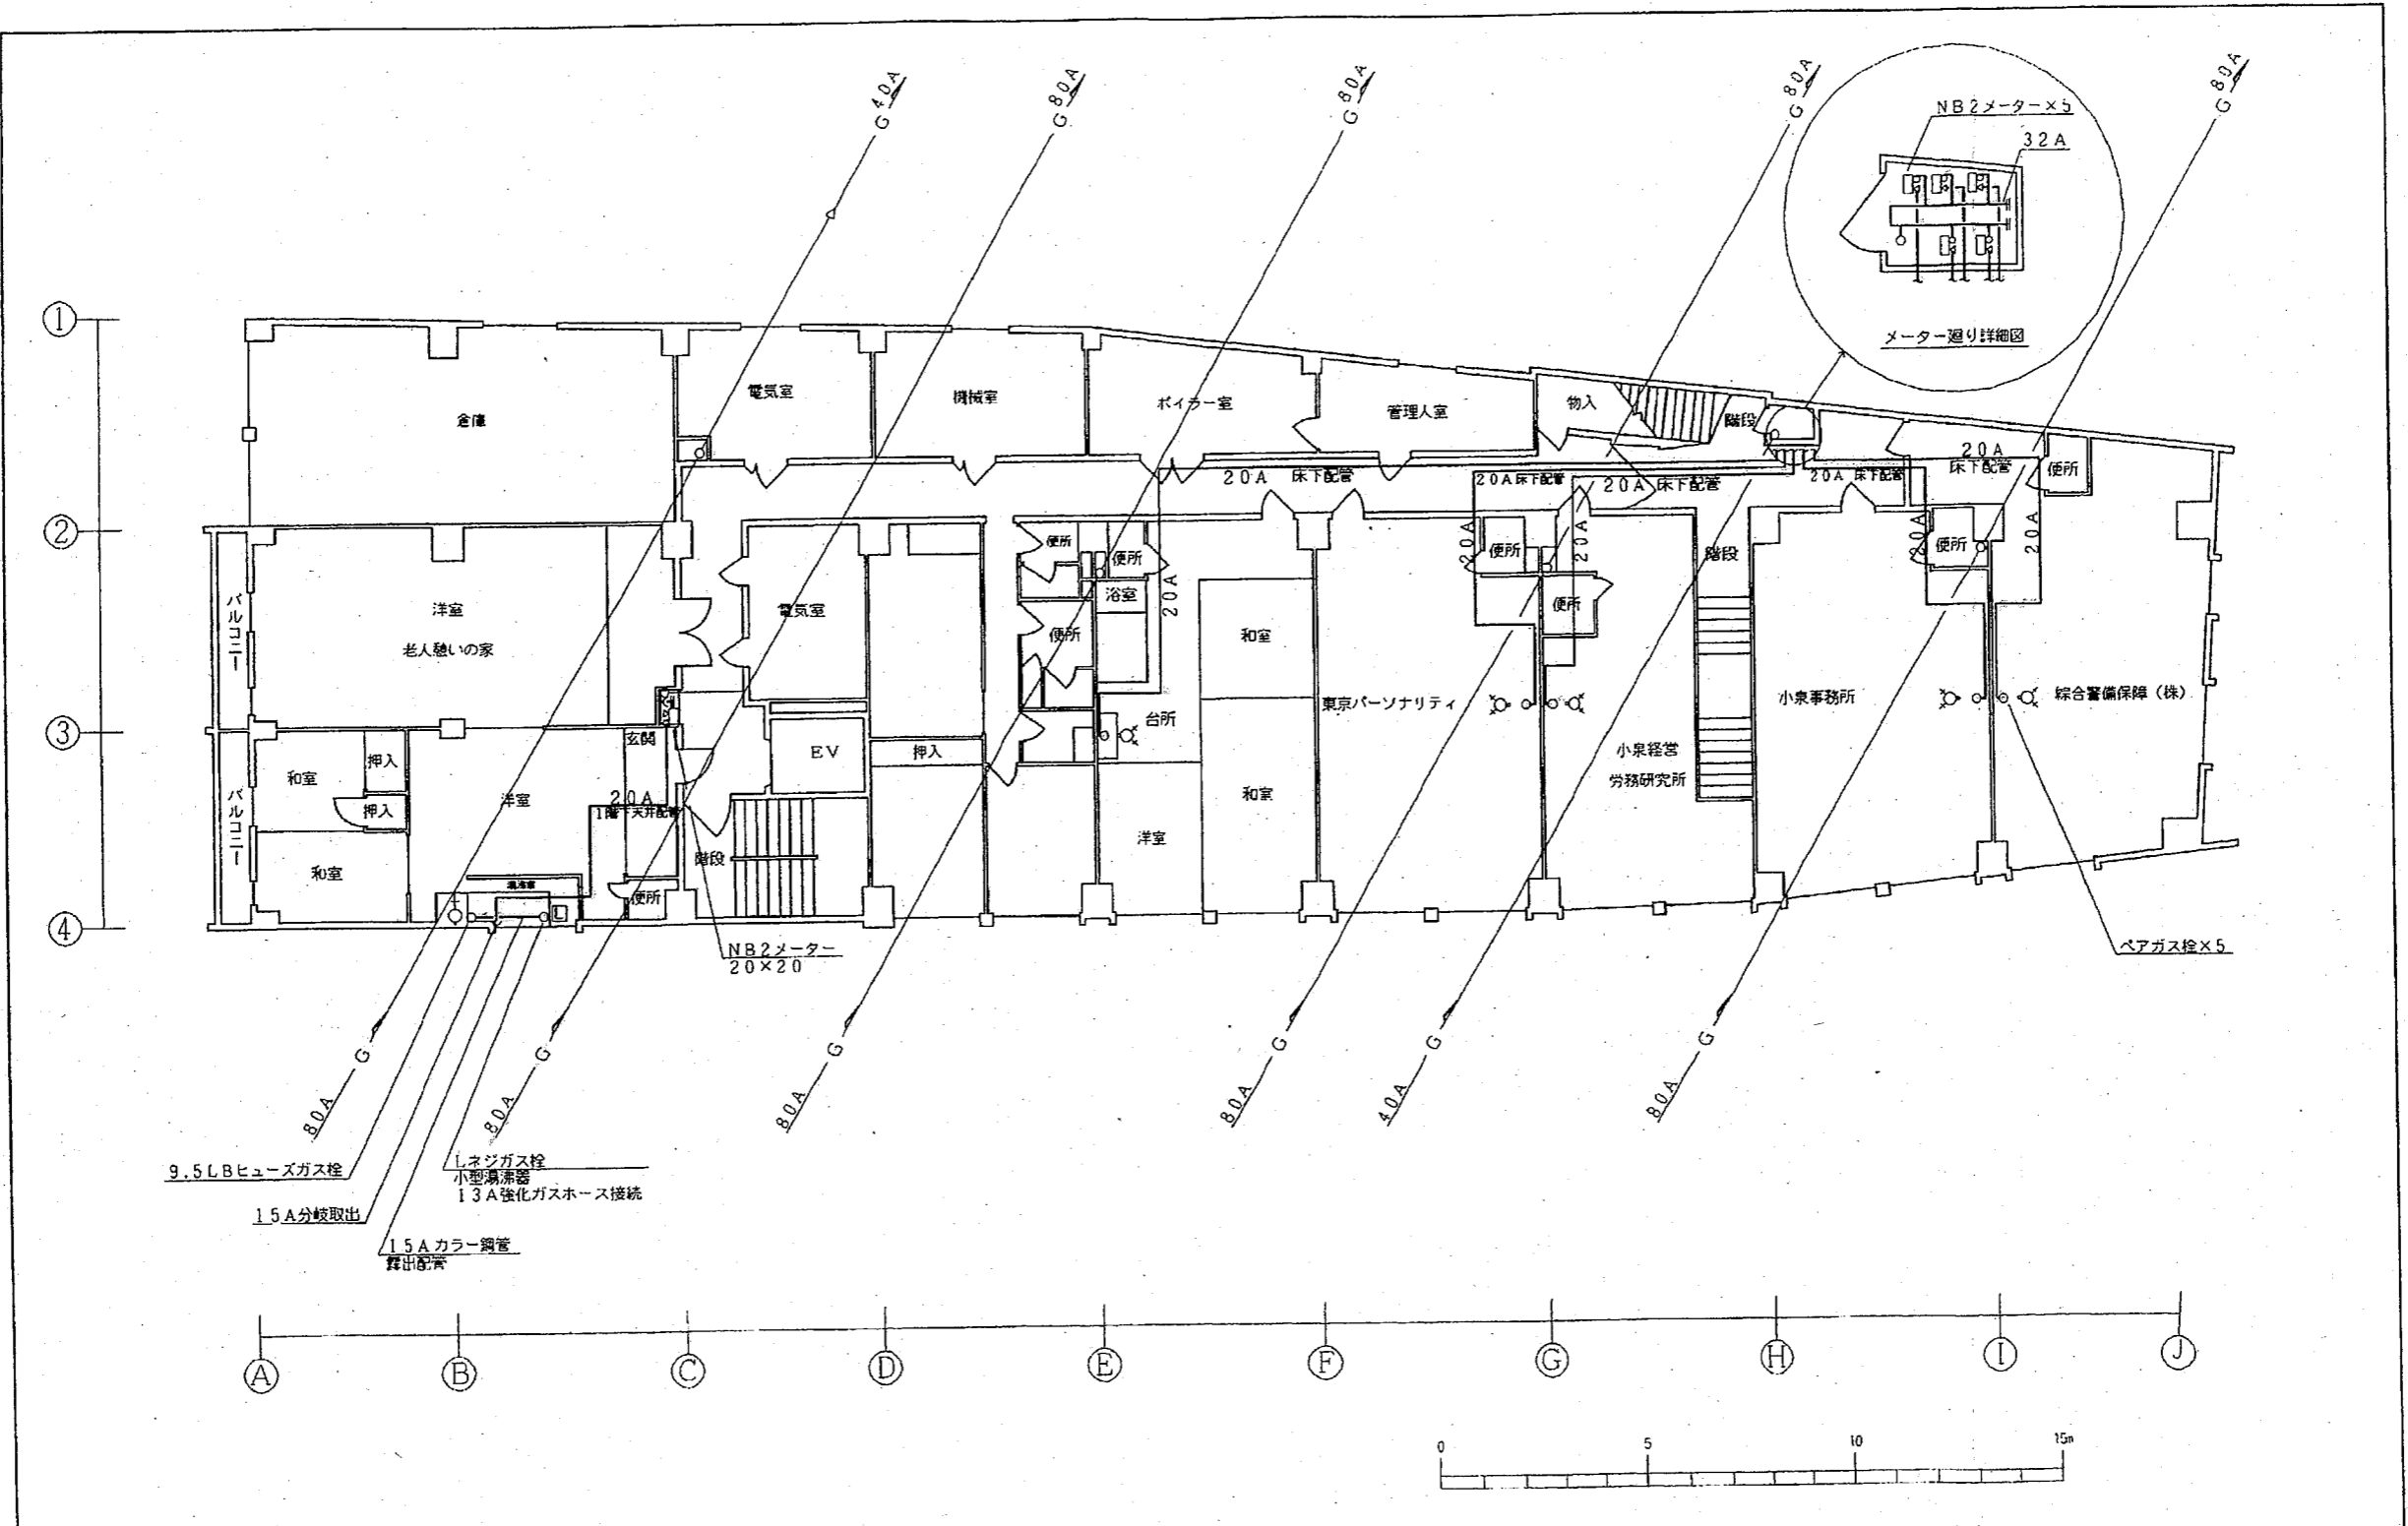 G 40A
G 80A
G 80A
G 80A
G 80A
NB2メーター×5
32A
メーター廻り詳細図
①
②
③
④
倉庫
電気室
機械室
ボイラー室
管理人室
物入
階段
20A
床下配管
便所
20A 床下配管
20A 床下配管
20A 床下配管
20A 床下配管
バルコニー
洋室
老人憩いの家
電気室
便所
便所
浴室
便所
20A
和室
20A
便所
20A
便所
階段
20A
便所
20A
東京パーソナリティ
小泉経営
労務研究所
小泉事務所
綜合警備保障(株)
バルコニー
和室
押入
押入
和室
洋室
玄関
20A
1階下天井配管
EV
押入
台所
和室
洋室
階段
湯沸器
便所
NB2メーター
20×20
ペアガス栓×5
80A G
80A G
80A G
80A G
40A G
80A G
9.5LBヒューズガス栓
Lネジガス栓
小型湯沸器
13A強化ガスホース接続
15A分岐取出
15Aカラー鋼管
露出配管
Ⓐ Ⓑ Ⓒ Ⓓ Ⓔ Ⓕ Ⓖ Ⓗ Ⓘ Ⓙ
0 5 10 15m